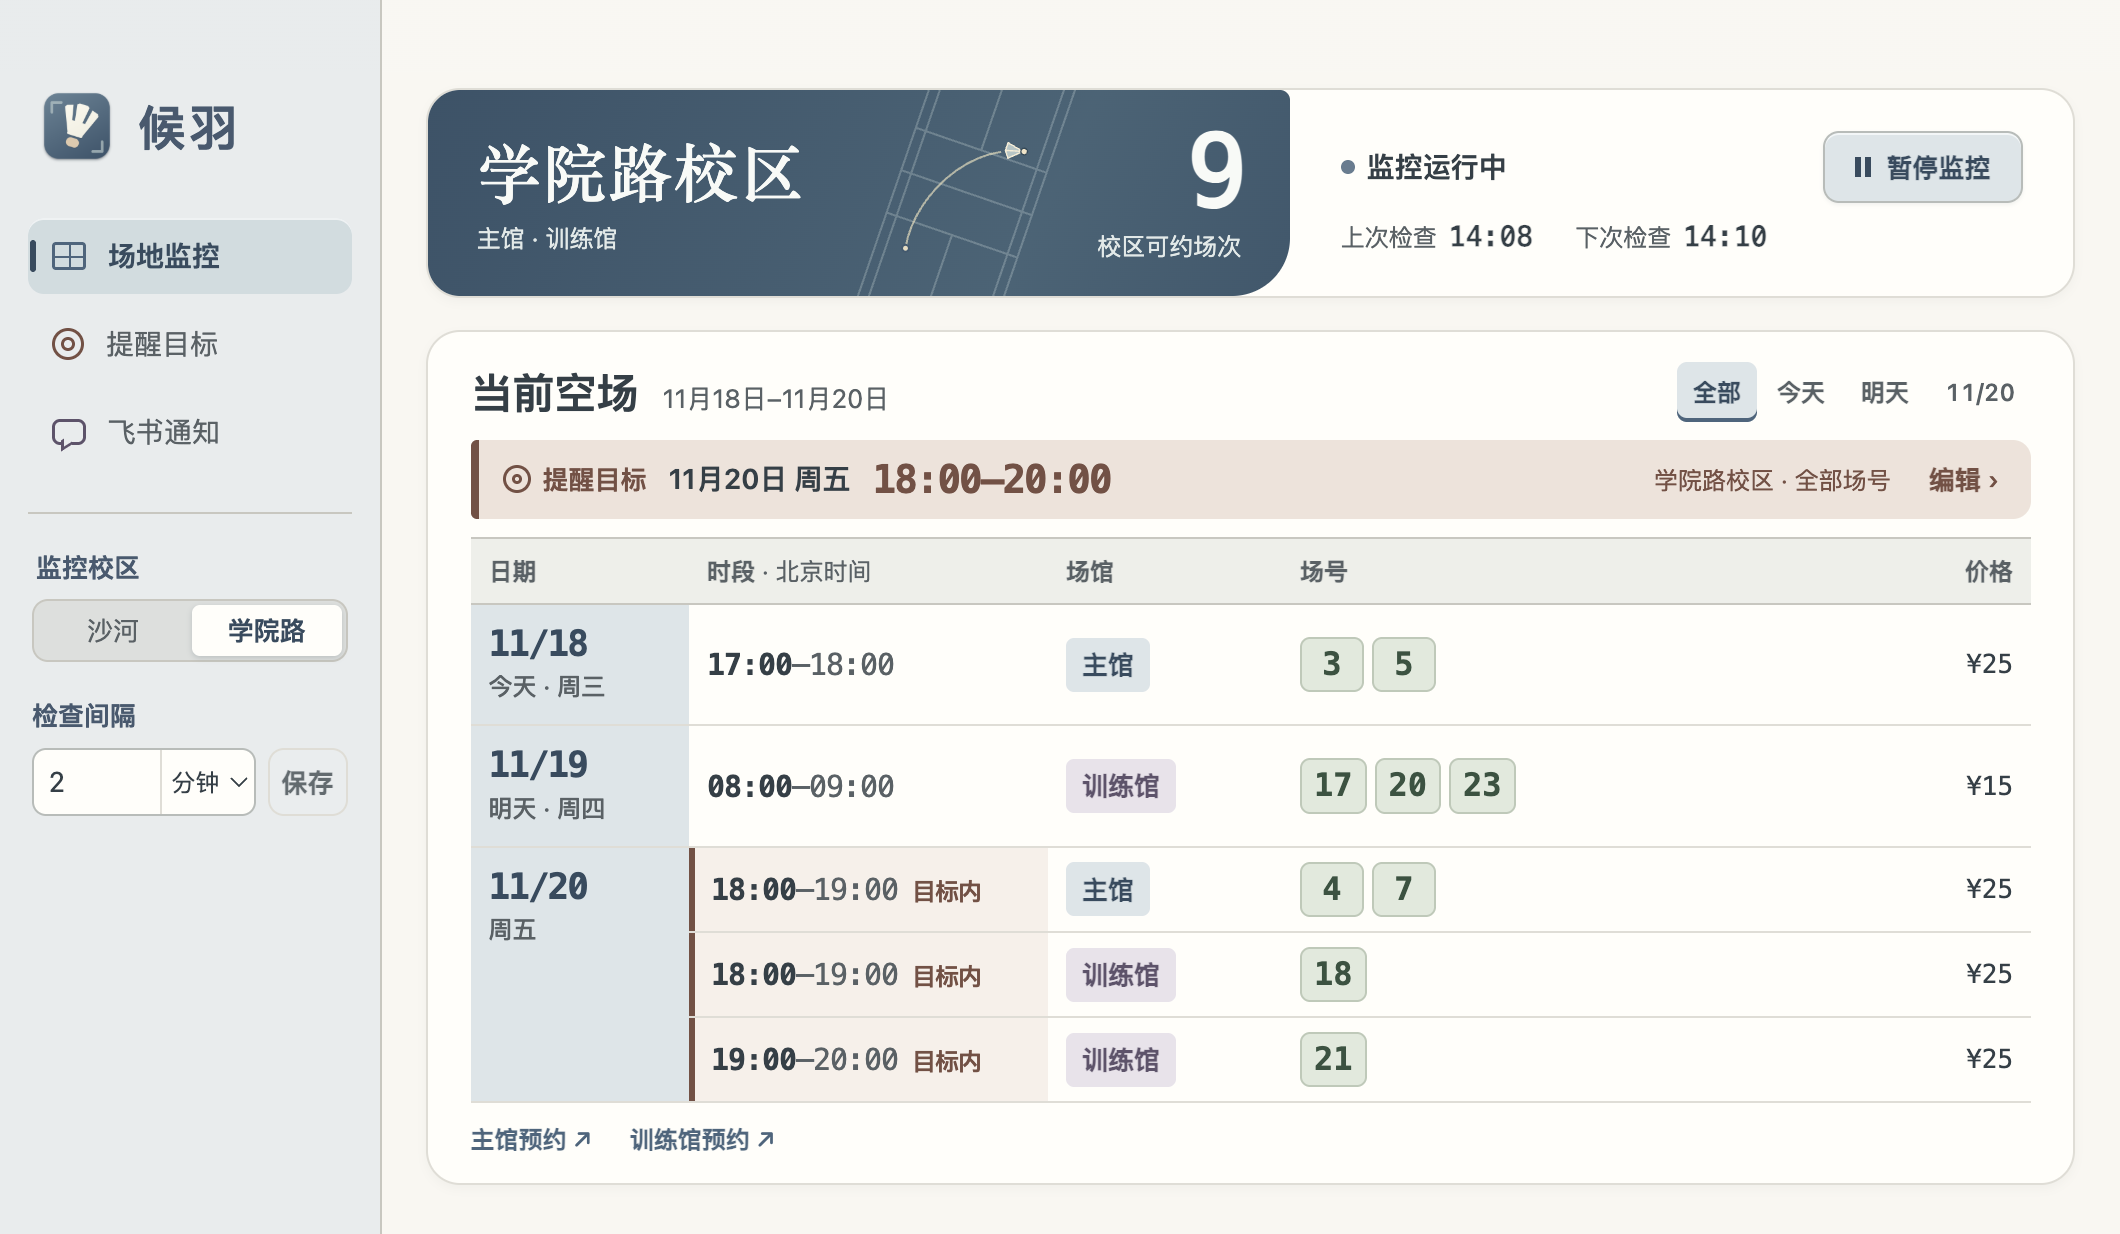 候羽
场地监控
提醒目标
飞书通知
监控校区
沙河 学院路
检查间隔
2 分钟 保存
学院路校区
主馆 · 训练馆
9
校区可约场次
监控运行中
暂停监控
上次检查 14:08 下次检查 14:10
当前空场 11月18日–11月20日
全部 今天 明天 11/20
提醒目标 11月20日 周五 18:00—20:00 学院路校区 · 全部场号 编辑 ›
日期 时段 · 北京时间 场馆 场号 价格
11/18
今天 · 周三
17:00—18:00 主馆 3 5 ¥25
11/19
明天 · 周四
08:00—09:00 训练馆 17 20 23 ¥15
11/20
周五
18:00—19:00 目标内 主馆 4 7 ¥25
18:00—19:00 目标内 训练馆 18 ¥25
19:00—20:00 目标内 训练馆 21 ¥25
主馆预约 ↗ 训练馆预约 ↗